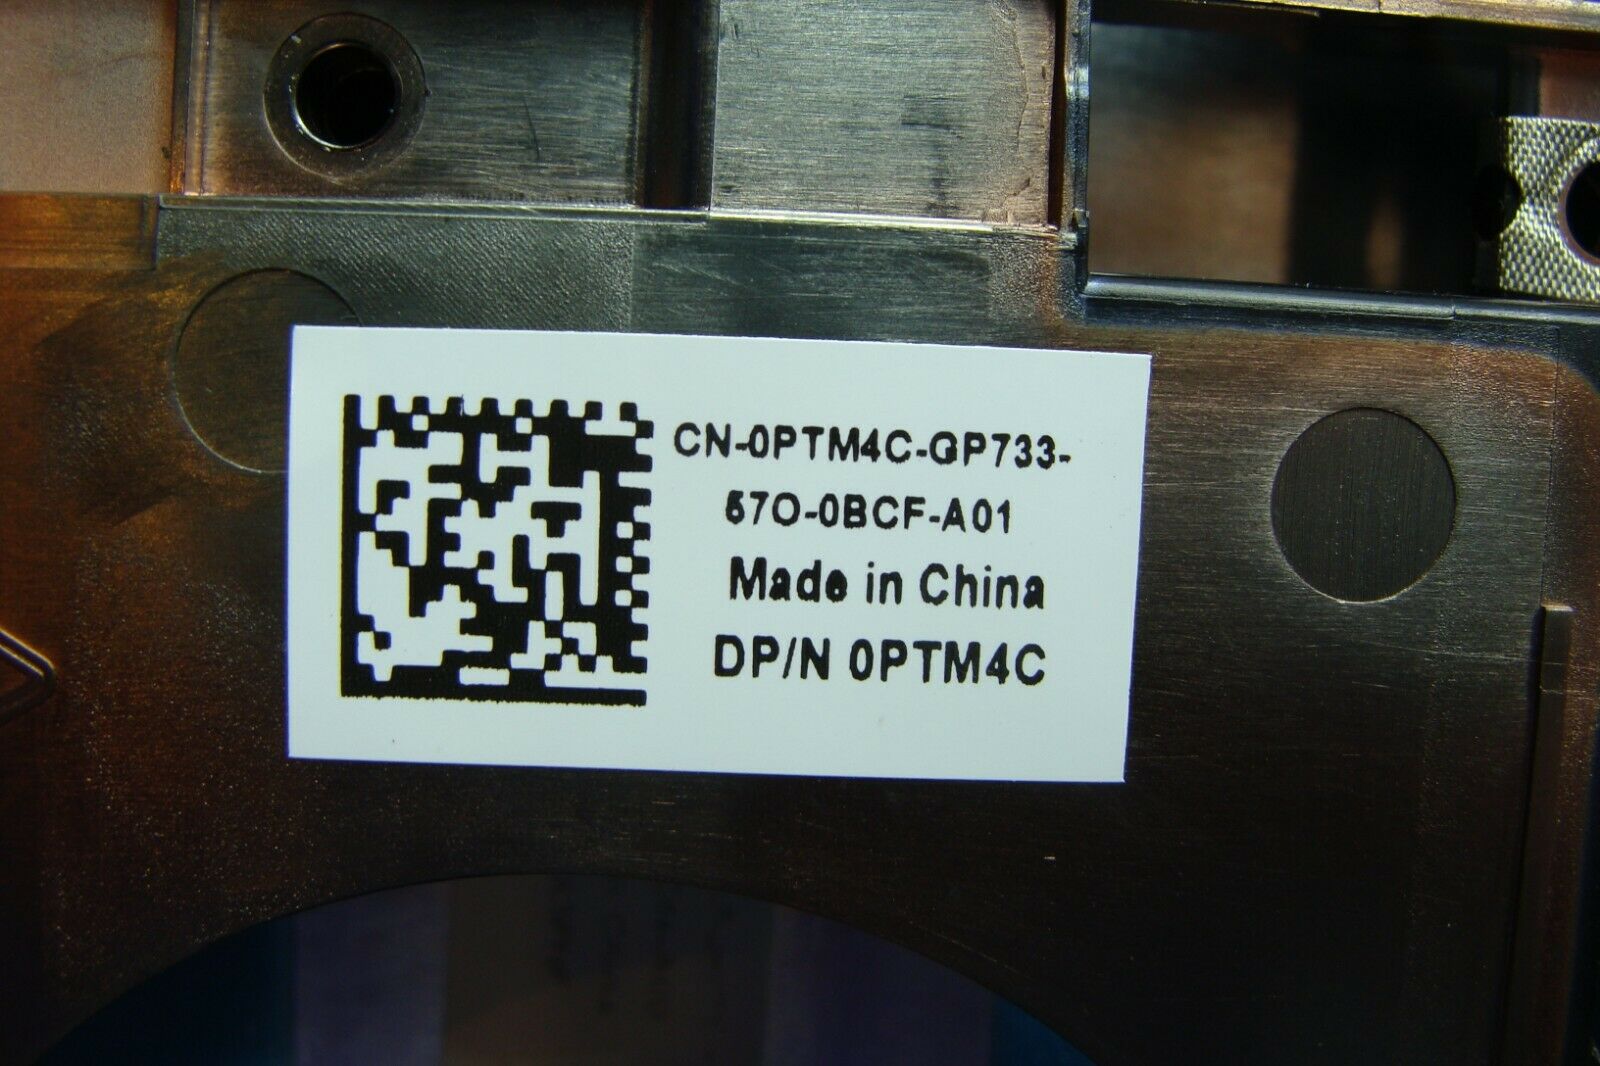 CN-0PTM4C-GP733-
57O-0BCF-A01
Made in China
DP/N 0PTM4C